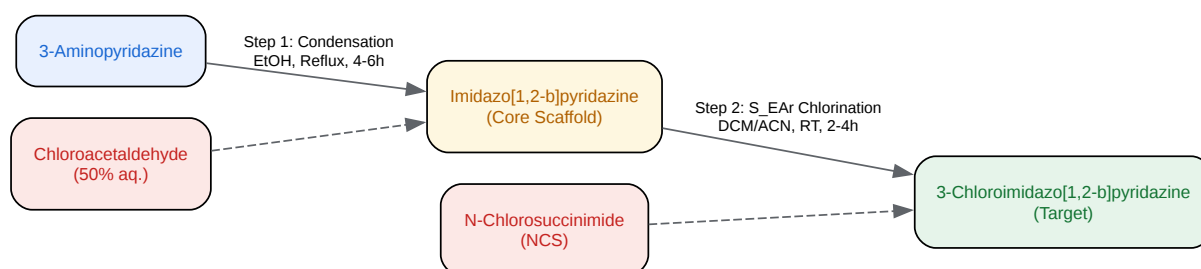 3-Aminopyridazine
Step 1: Condensation
EtOH, Reflux, 4-6h
Chloroacetaldehyde
(50% aq.)
Imidazo[1,2-b]pyridazine
(Core Scaffold)
Step 2: S_EAr Chlorination
DCM/ACN, RT, 2-4h
N-Chlorosuccinimide
(NCS)
3-Chloroimidazo[1,2-b]pyridazine
(Target)